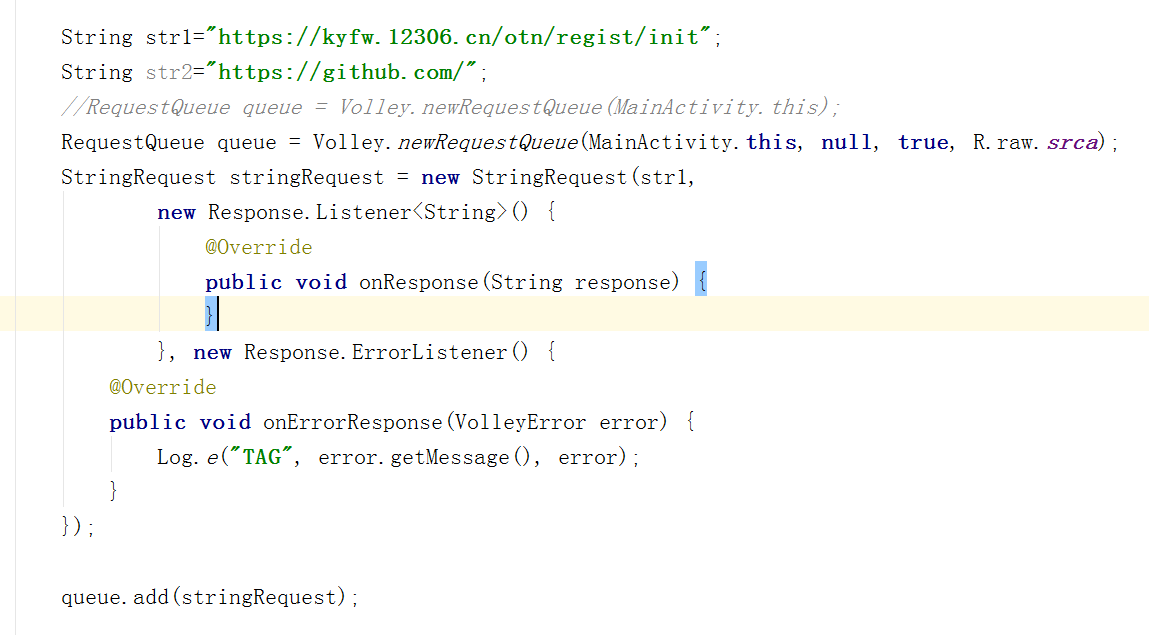 String str1="https://kyfw.12306.cn/otn/regist/init";
String str2="https://github.com/";
//RequestQueue queue = Volley.newRequestQueue(MainActivity.this);
RequestQueue queue = Volley.newRequestQueue(MainActivity.this, null, true, R.raw.srca);
StringRequest stringRequest = new StringRequest(str1,
new Response.Listener<String>() {
@Override
public void onResponse(String response) {
}
}, new Response.ErrorListener() {
@Override
public void onErrorResponse(VolleyError error) {
Log.e("TAG", error.getMessage(), error);
}
});
queue.add(stringRequest);